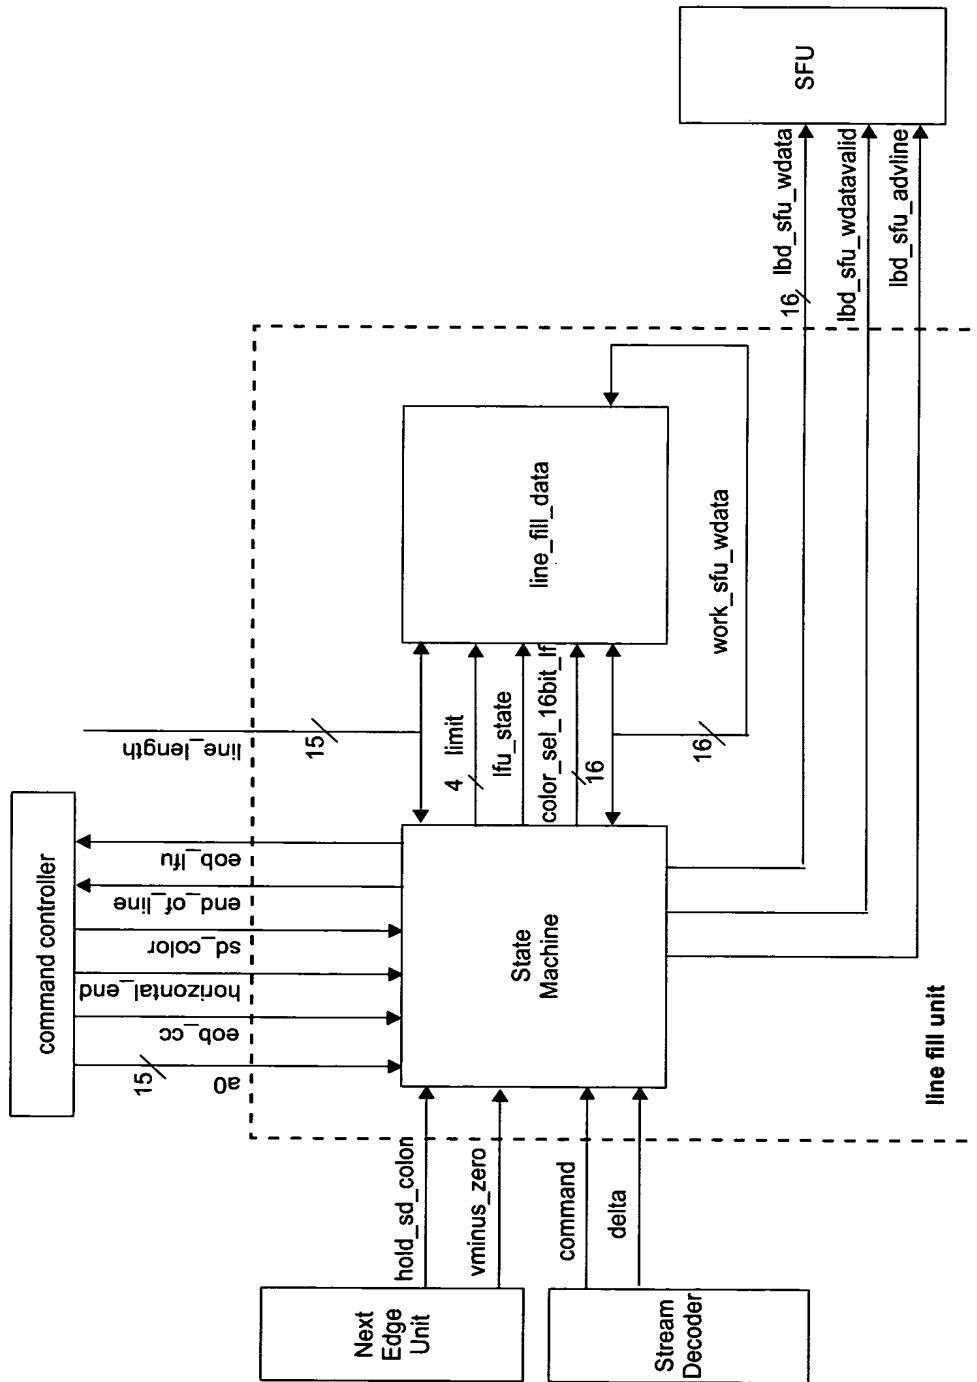 command controller
a0
15
eob_cc
horizontal_end
sd_color
end_of_line
eob_lfu
line_length
15
Next
Edge
Unit
hold_sd_colon
vminus_zero
Stream
Decoder
command
delta
State
Machine
4
limit
lfu_state
color_sel_16bit_lf
16
line_fill_data
16
work_sfu_wdata
16
lbd_sfu_wdata
lbd_sfu_wdatavalid
lbd_sfu_advline
SFU
line fill unit